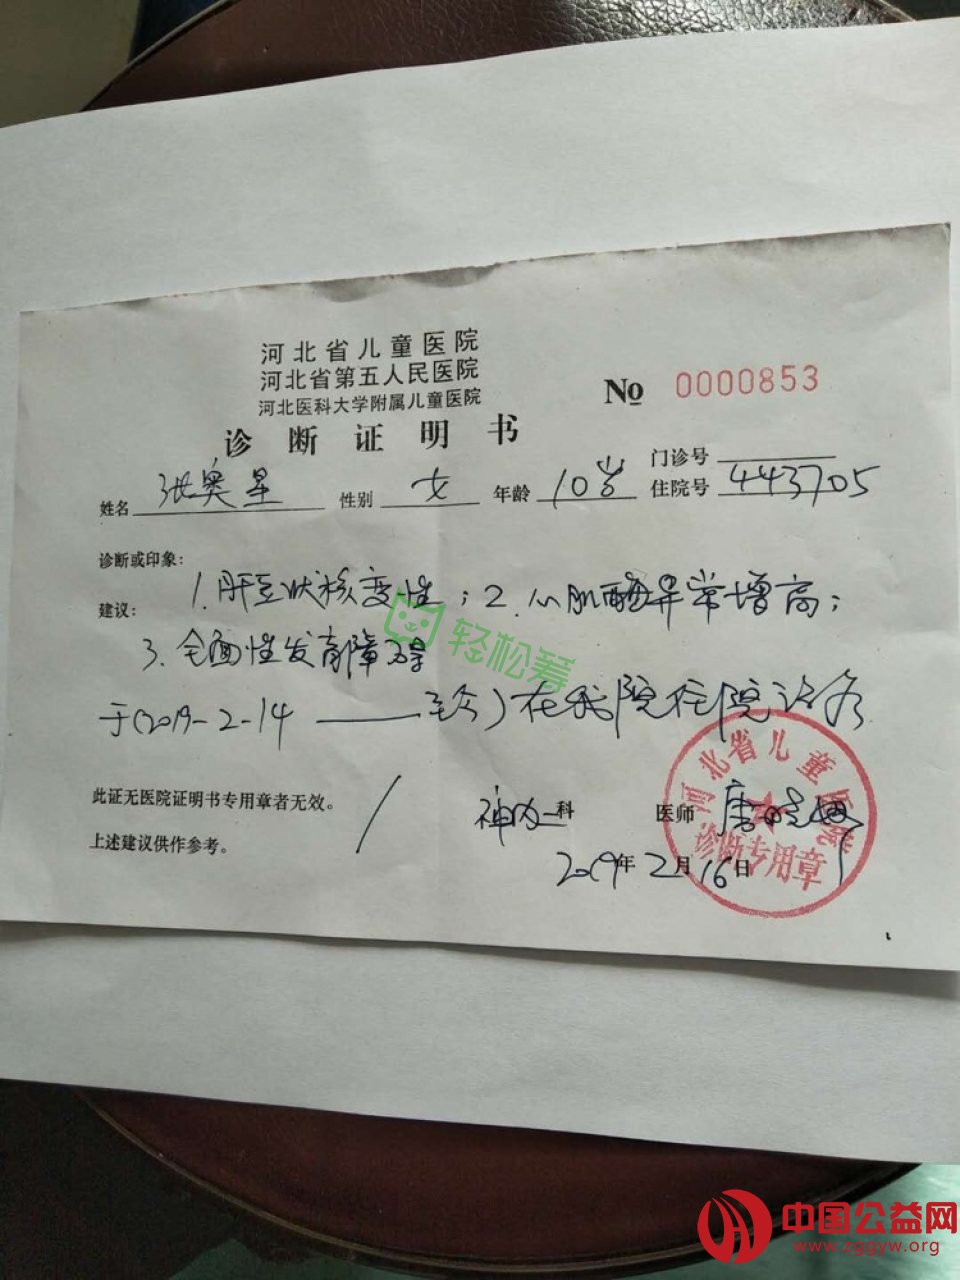 河北省儿童医院
河北省第五人民医院
河北医科大学附属儿童医院
No 0000853
诊断证明书
门诊号
姓名 张奥星 性别 女 年龄 10岁 住院号 443705
诊断或印象:
建议: 1.肝豆状核变性;2.心肌酶异常增高;
3.全面性发育障碍
轻松筹
于(2019-2-14——至今)在我院住院治疗
此证无医院证明书专用章者无效。
神内一科 医师 唐
上述建议供作参考。
2019年2月16日
河北省儿童医院
诊断专用章
中国公益网
www.zggyw.org